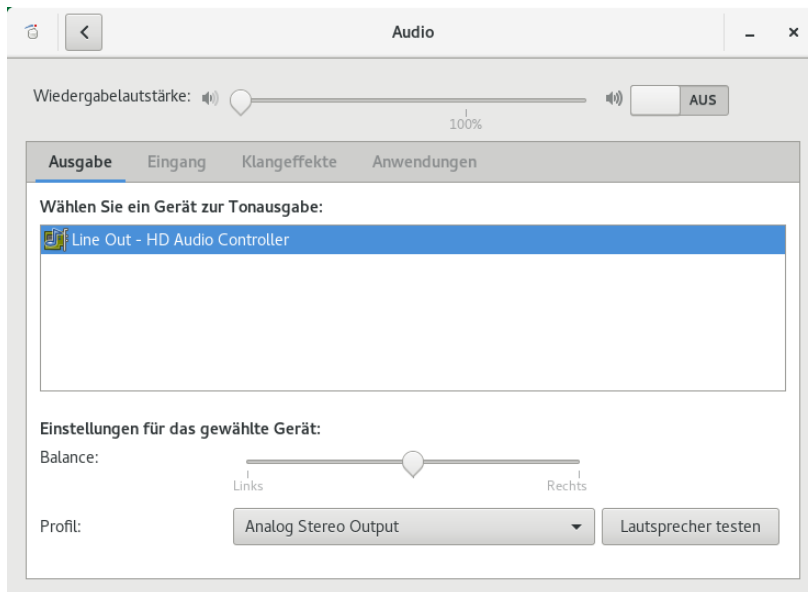 Audio
Wiedergabelautstärke:
AUS
100%
Ausgabe Eingang Klangeffekte Anwendungen
Wählen Sie ein Gerät zur Tonausgabe:
Line Out - HD Audio Controller
Einstellungen für das gewählte Gerät:
Balance:
Links Rechts
Profil: Analog Stereo Output Lautsprecher testen